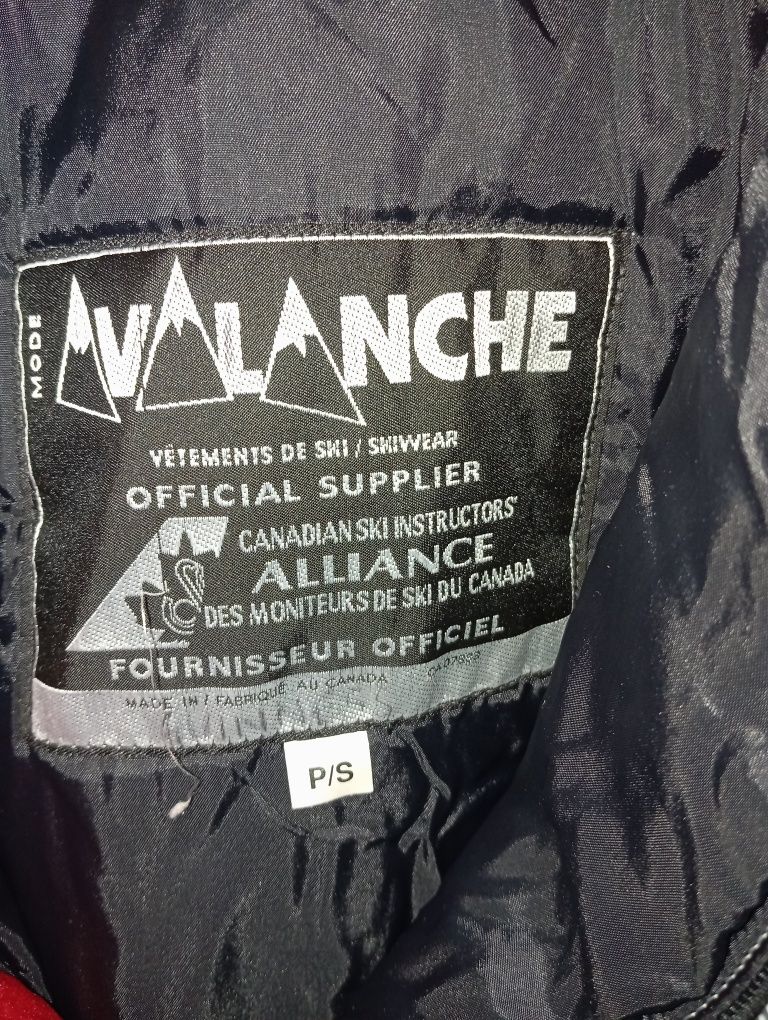 MODE
AVALANCHE
VÊTEMENTS DE SKI / SKIWEAR
OFFICIAL SUPPLIER
CANADIAN SKI INSTRUCTORS'
ALLIANCE
DES MONITEURS DE SKI DU CANADA
FOURNISSEUR OFFICIEL
MADE IN / FABRIQUÉ AU CANADA
P/S